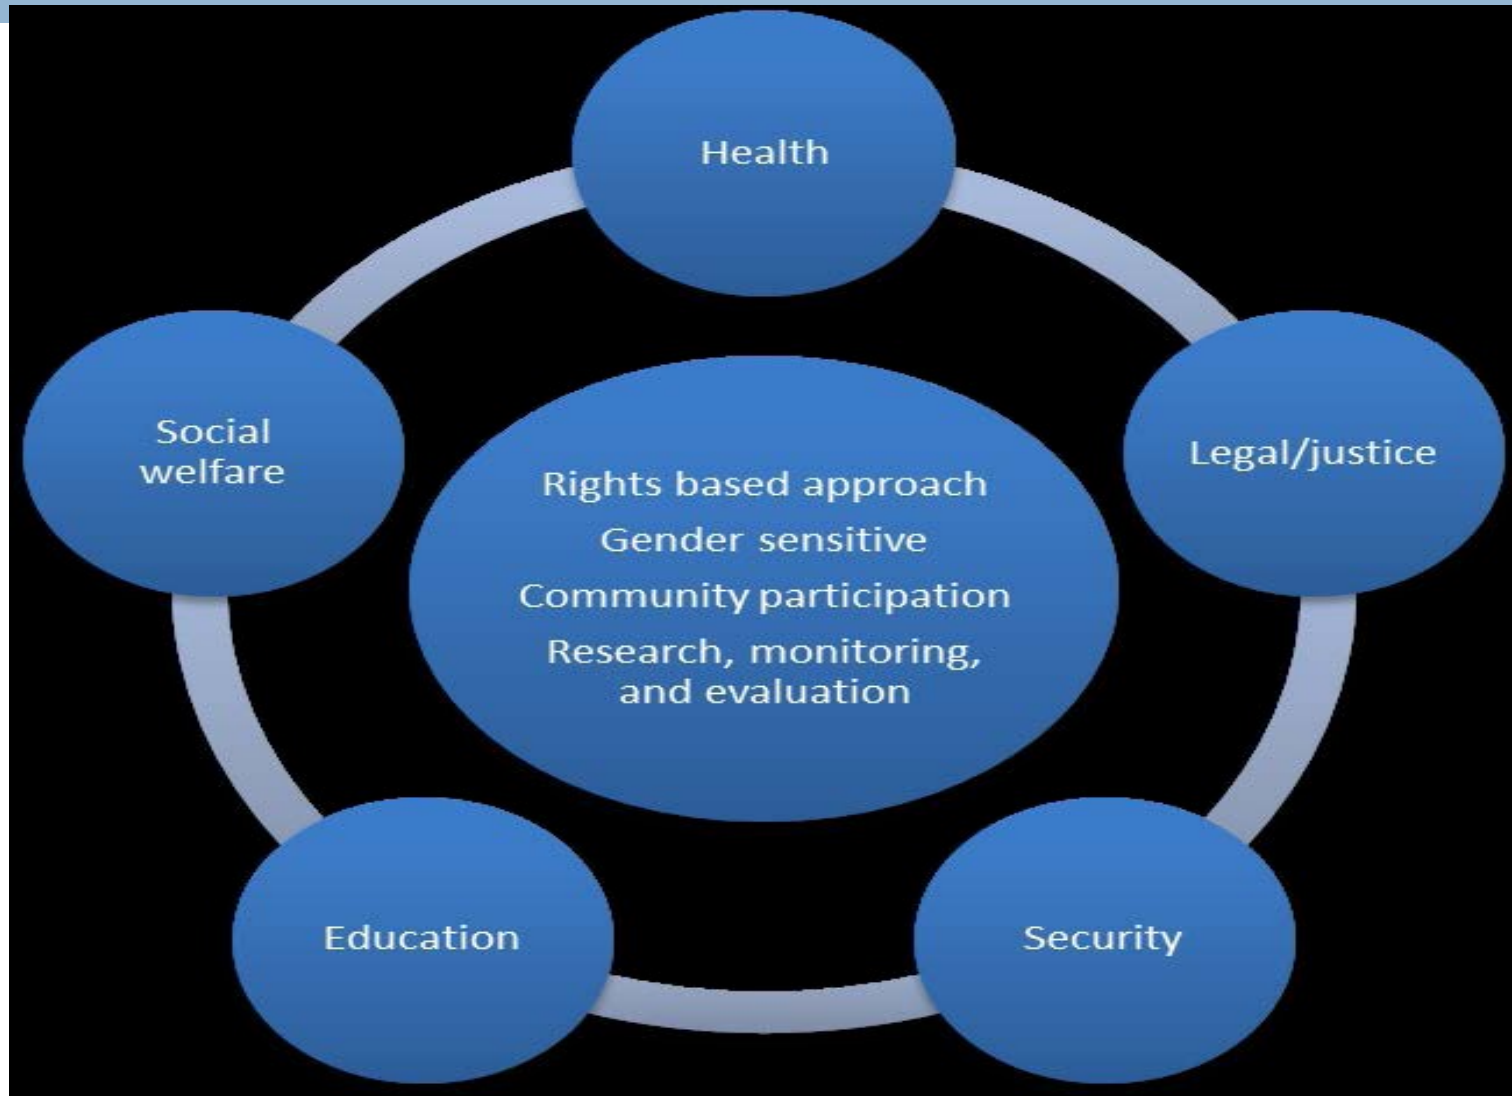 Health
Legal/justice
Social
welfare
Rights based approach
Gender sensitive
Community participation
Research, monitoring,
and evaluation
Education
Security